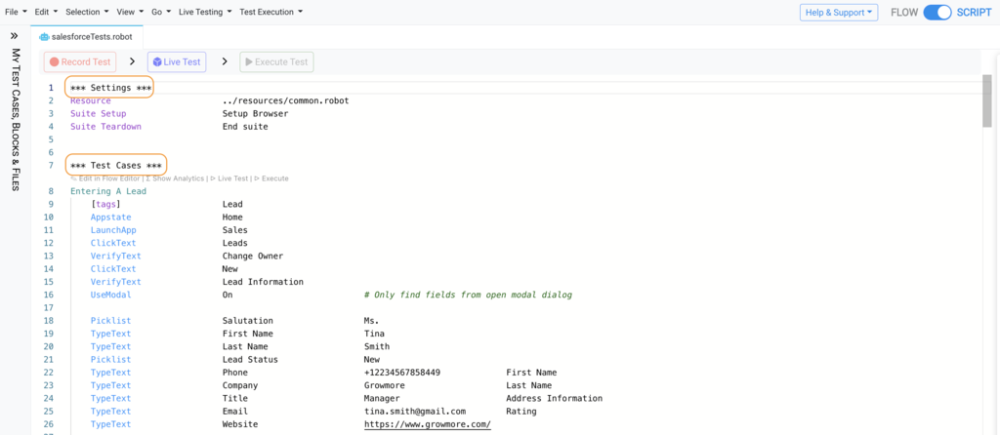 File Edit Selection View Go Live Testing Test Execution Help & Support FLOW SCRIPT
salesforceTests.robot
Record Test Live Test Execute Test
MY TEST CASES, BLOCKS & FILES
1 *** Settings ***
2 Resource ../resources/common.robot
3 Suite Setup Setup Browser
4 Suite Teardown End suite
5
6
7 *** Test Cases ***
Edit in Flow Editor | Σ Show Analytics | ▷ Live Test | ▷ Execute
8 Entering A Lead
9 [tags] Lead
10 Appstate Home
11 LaunchApp Sales
12 ClickText Leads
13 VerifyText Change Owner
14 ClickText New
15 VerifyText Lead Information
16 UseModal On # Only find fields from open modal dialog
17
18 Picklist Salutation Ms.
19 TypeText First Name Tina
20 TypeText Last Name Smith
21 Picklist Lead Status New
22 TypeText Phone +12234567858449 First Name
23 TypeText Company Growmore Last Name
24 TypeText Title Manager Address Information
25 TypeText Email tina.smith@gmail.com Rating
26 TypeText Website https://www.growmore.com/